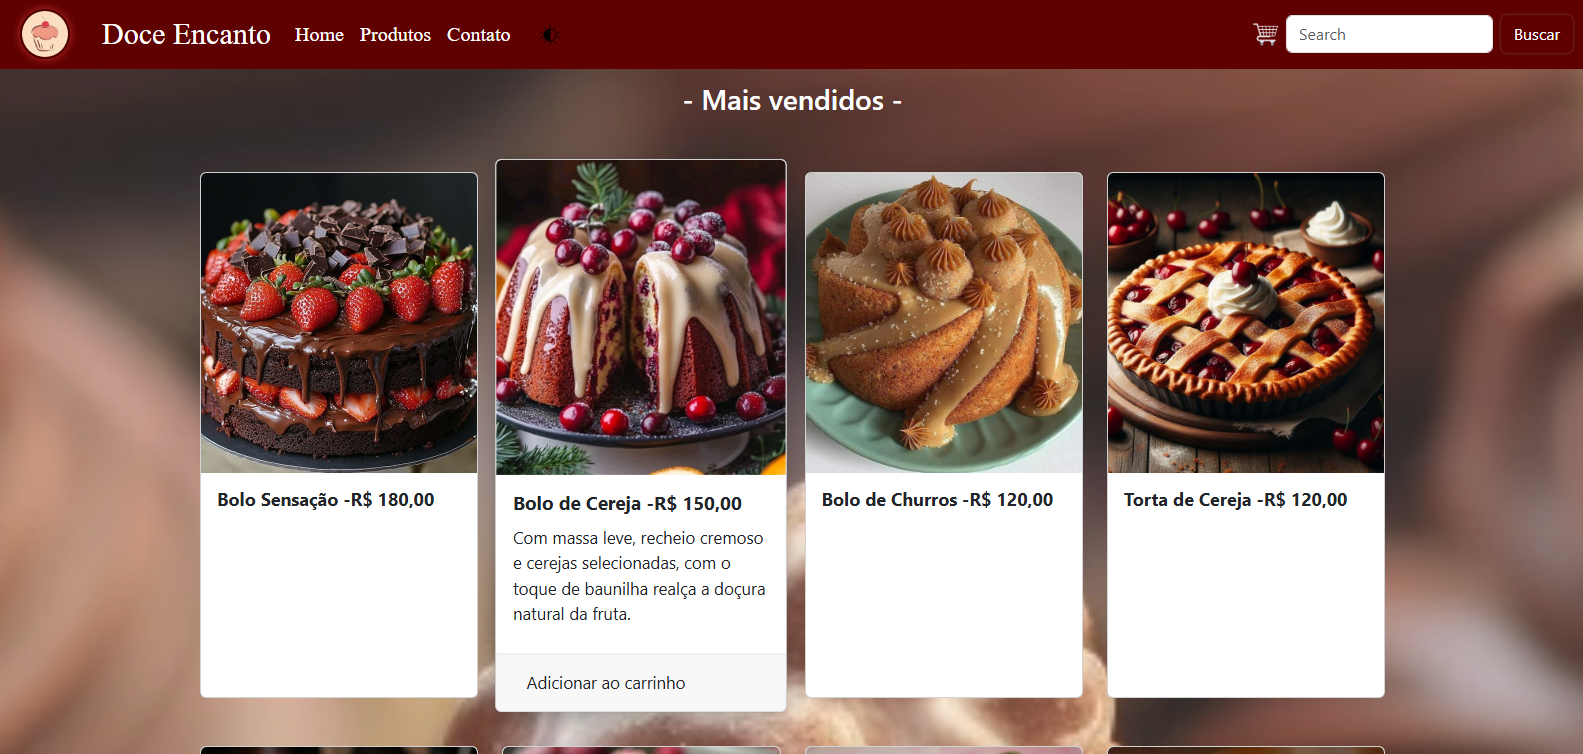 Doce Encanto Home Produtos Contato Search Buscar
- Mais vendidos -
Bolo Sensação -R$ 180,00
Bolo de Cereja -R$ 150,00
Com massa leve, recheio cremoso
e cerejas selecionadas, com o
toque de baunilha realça a doçura
natural da fruta.
Adicionar ao carrinho
Bolo de Churros -R$ 120,00
Torta de Cereja -R$ 120,00